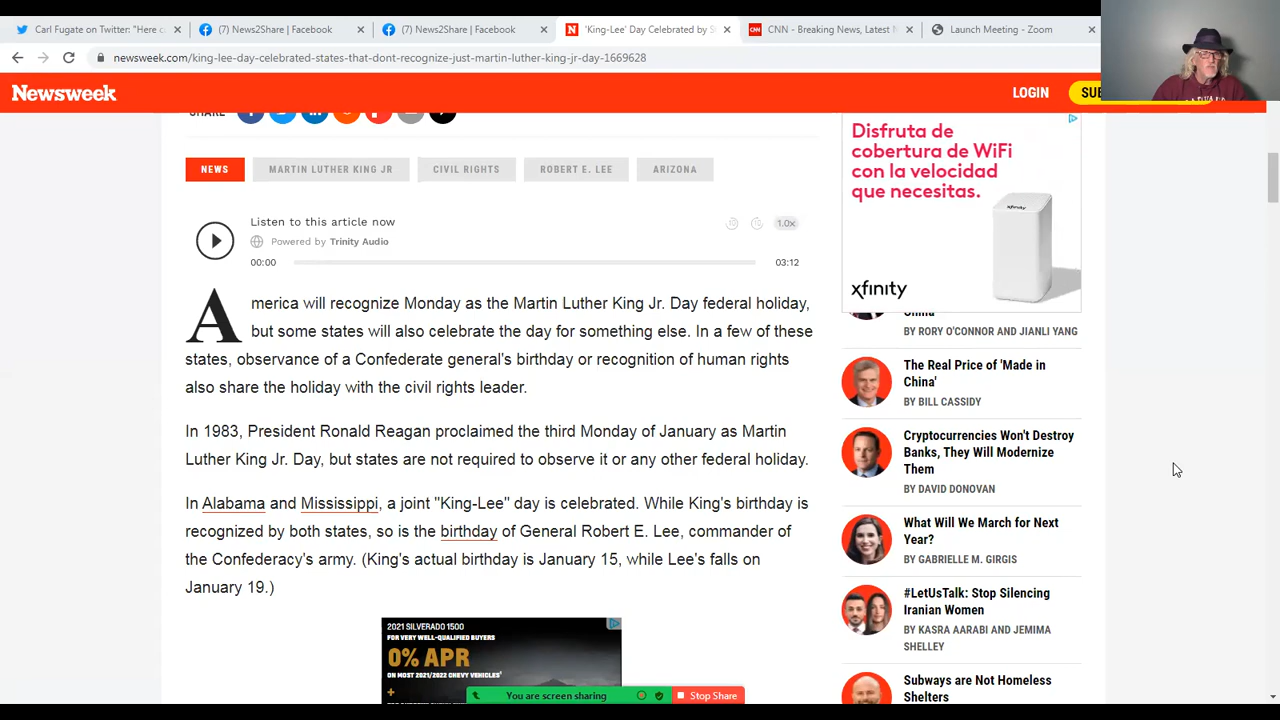 Carl Fugate on Twitter: "Here c
(7) News2Share | Facebook
(7) News2Share | Facebook
'King-Lee' Day Celebrated by S
CNN - Breaking News, Latest N
Launch Meeting - Zoom
newsweek.com/king-lee-day-celebrated-states-that-dont-recognize-just-martin-luther-king-jr-day-1669628
Newsweek
LOGIN
SUB
SHARE
NEWS
MARTIN LUTHER KING JR
CIVIL RIGHTS
ROBERT E. LEE
ARIZONA
Listen to this article now
Powered by Trinity Audio
1.0x
00:00
03:12
America will recognize Monday as the Martin Luther King Jr. Day federal holiday,
but some states will also celebrate the day for something else. In a few of these
states, observance of a Confederate general's birthday or recognition of human rights
also share the holiday with the civil rights leader.
In 1983, President Ronald Reagan proclaimed the third Monday of January as Martin
Luther King Jr. Day, but states are not required to observe it or any other federal holiday.
In Alabama and Mississippi, a joint "King-Lee" day is celebrated. While King's birthday is
recognized by both states, so is the birthday of General Robert E. Lee, commander of
the Confederacy's army. (King's actual birthday is January 15, while Lee's falls on
January 19.)
2021 SILVERADO 1500
FOR VERY WELL-QUALIFIED BUYERS
0% APR
ON MOST 2021/2022 CHEVY VEHICLES
You are screen sharing
Stop Share
Disfruta de
cobertura de WiFi
con la velocidad
que necesitas.
xfinity
China
BY RORY O'CONNOR AND JIANLI YANG
The Real Price of 'Made in
China'
BY BILL CASSIDY
Cryptocurrencies Won't Destroy
Banks, They Will Modernize
Them
BY DAVID DONOVAN
What Will We March for Next
Year?
BY GABRIELLE M. GIRGIS
#LetUsTalk: Stop Silencing
Iranian Women
BY KASRA AARABI AND JEMIMA
SHELLEY
Subways are Not Homeless
Shelters